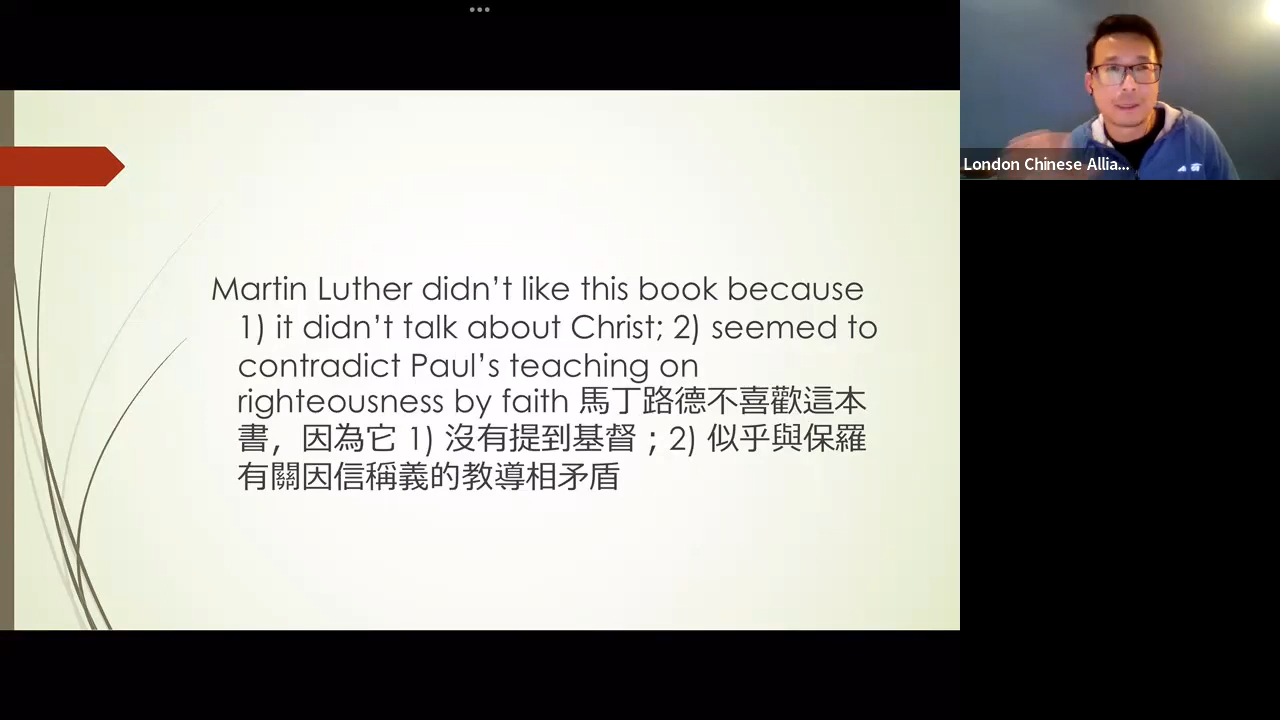 Martin Luther didn’t like this book because
1) it didn’t talk about Christ; 2) seemed to
contradict Paul’s teaching on
righteousness by faith 馬丁路德不喜歡這本
書，因為它 1) 沒有提到基督；2) 似乎與保羅
有關因信稱義的教導相矛盾
London Chinese Allia...